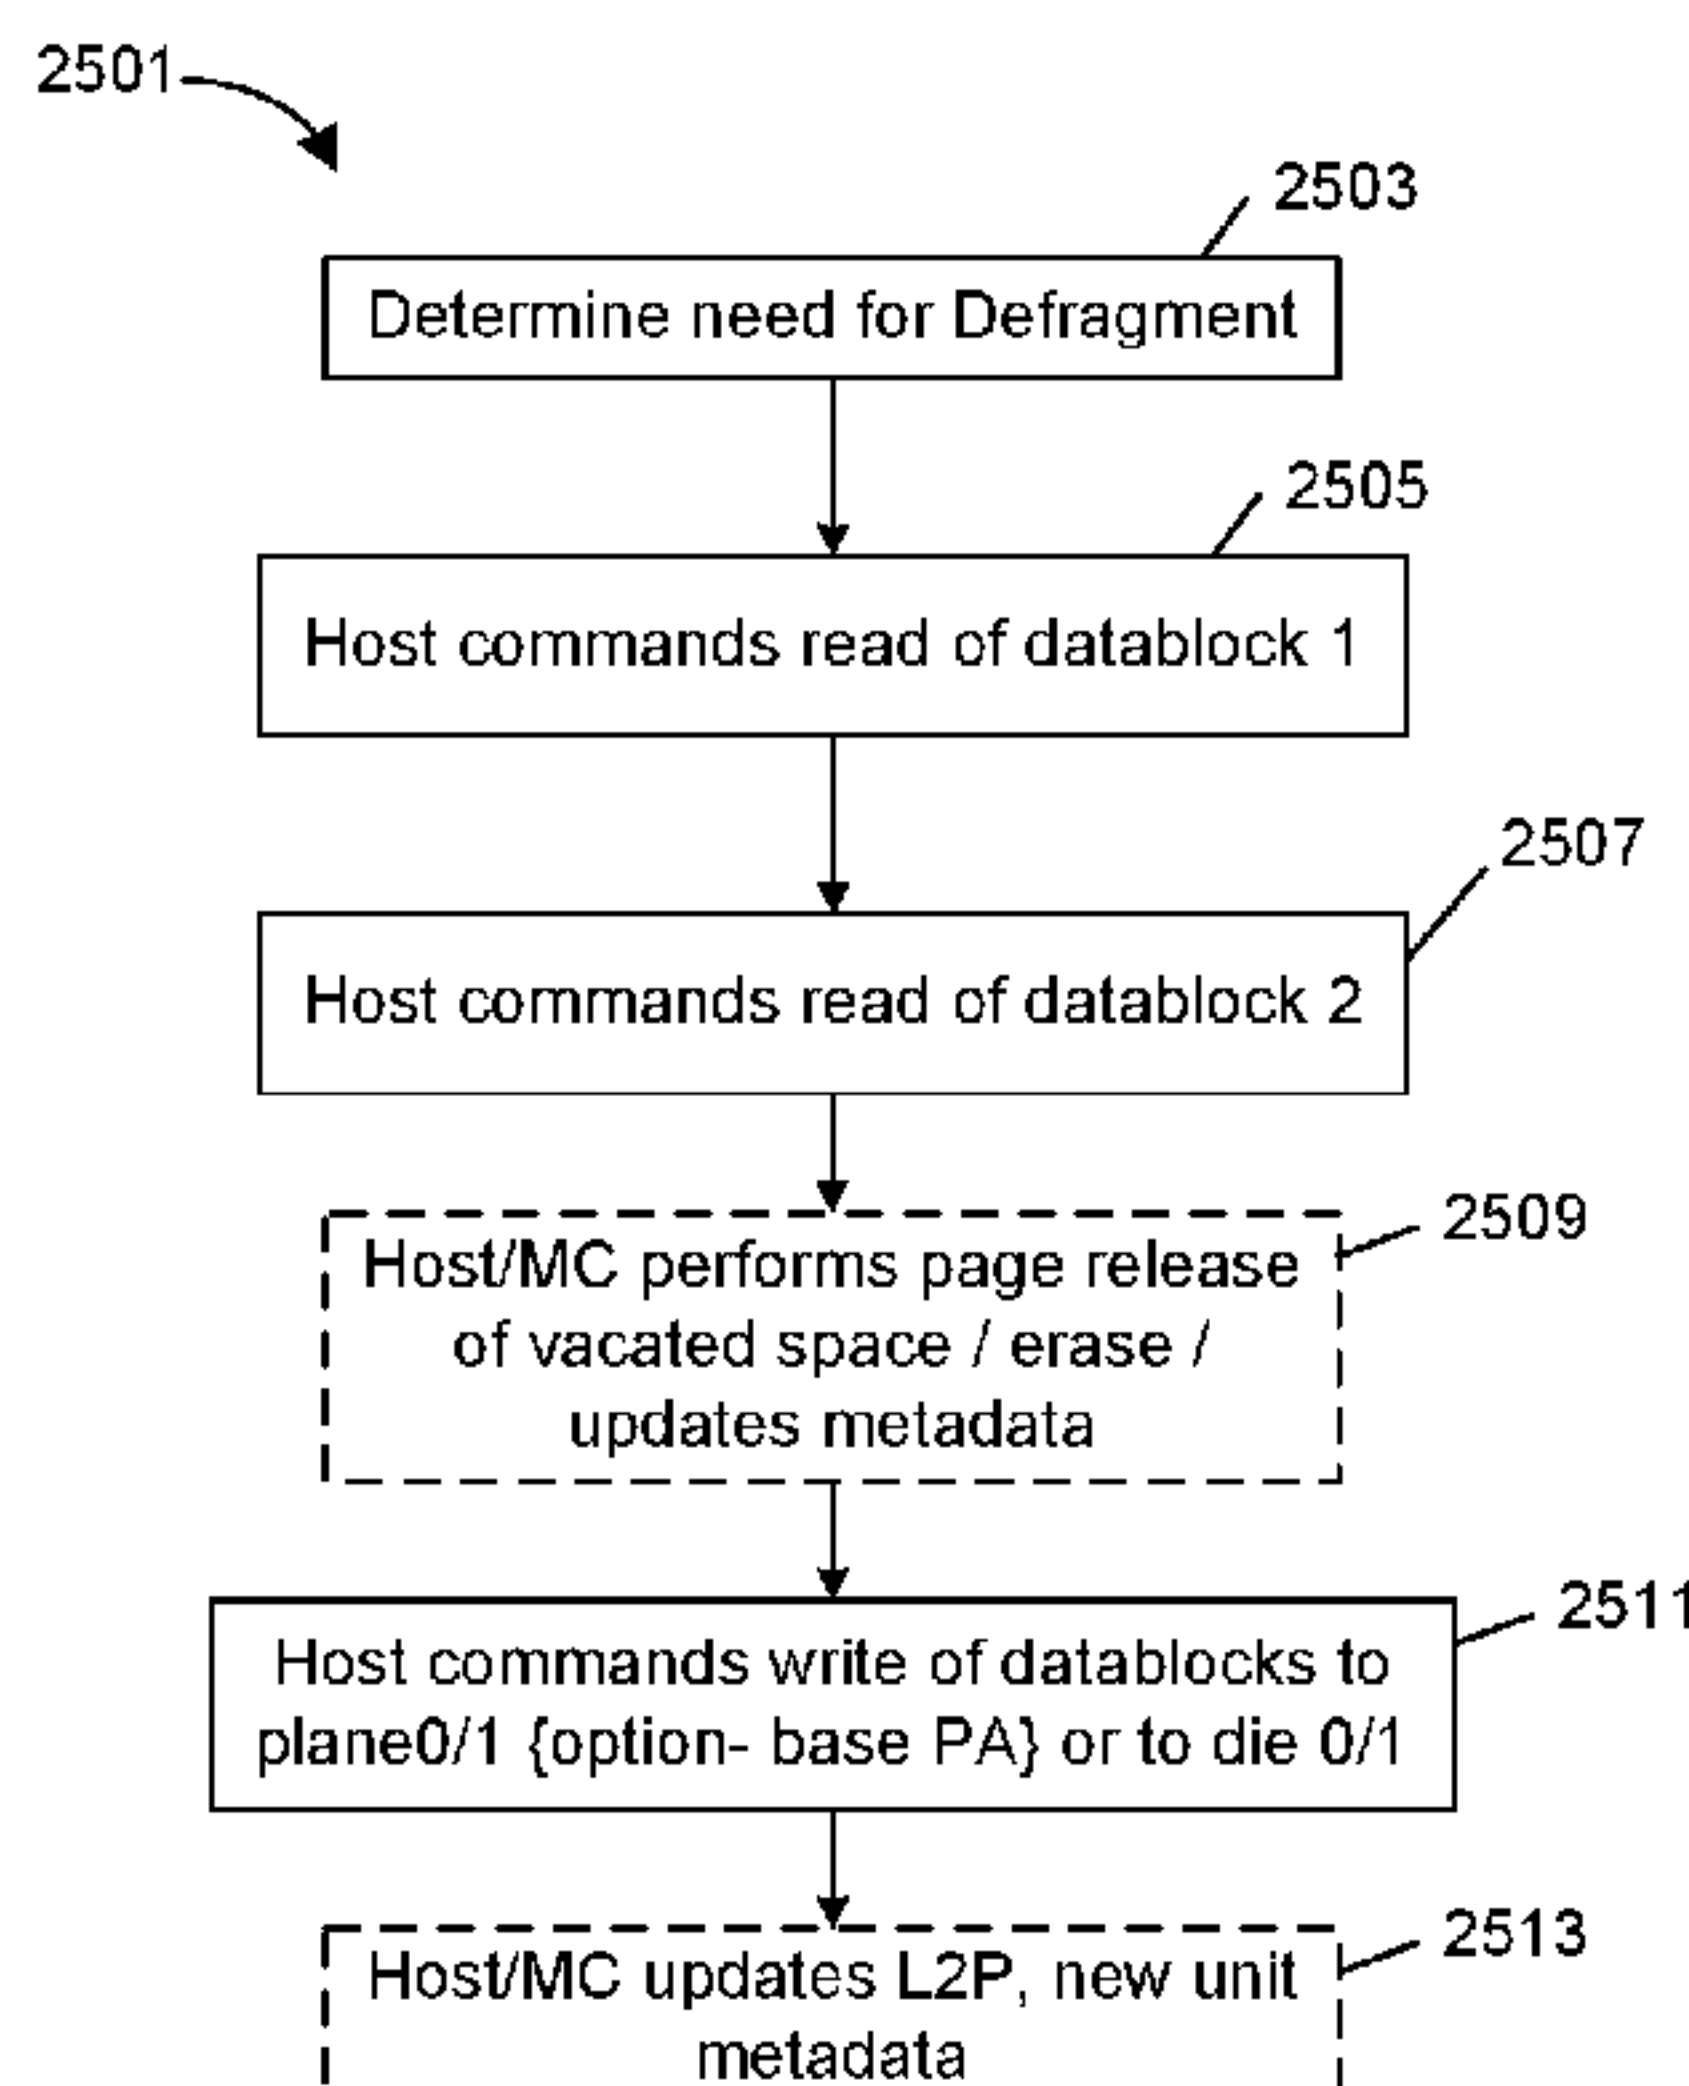 2501
2503
Determine need for Defragment
2505
Host commands read of datablock 1
2507
Host commands read of datablock 2
2509
Host/MC performs page release
of vacated space / erase /
updates metadata
2511
Host commands write of datablocks to
plane0/1 {option- base PA} or to die 0/1
2513
Host/MC updates L2P, new unit
metadata